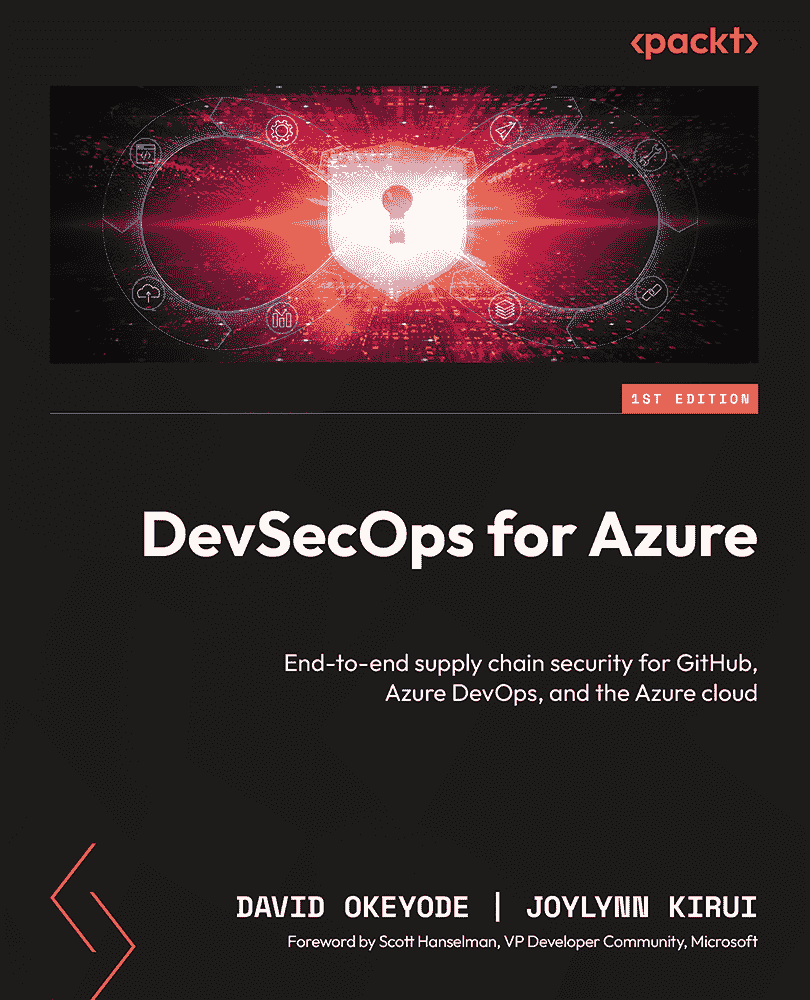 <packt>
1ST EDITION
DevSecOps for Azure
End-to-end supply chain security for GitHub,
Azure DevOps, and the Azure cloud
DAVID OKEYODE | JOYLYNN KIRUI
Foreword by Scott Hanselman, VP Developer Community, Microsoft